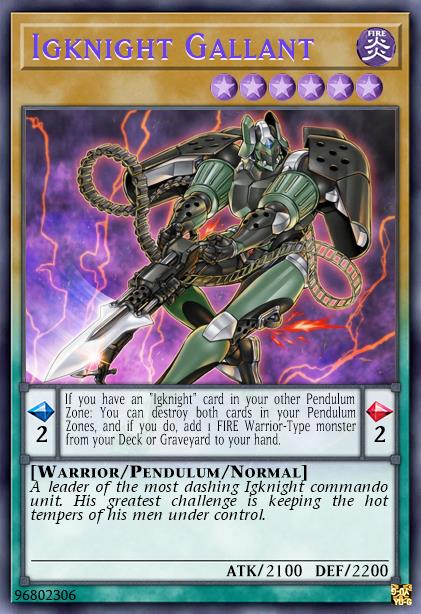 Igknight Gallant
FIRE
炎
If you have an "Igknight" card in your other Pendulum
Zone: You can destroy both cards in your Pendulum
Zones, and if you do, add 1 FIRE Warrior-Type monster
from your Deck or Graveyard to your hand.
2
2
[Warrior/Pendulum/Normal]
A leader of the most dashing Igknight commando
unit. His greatest challenge is keeping the hot
tempers of his men under control.
ATK/2100 DEF/2200
96802306